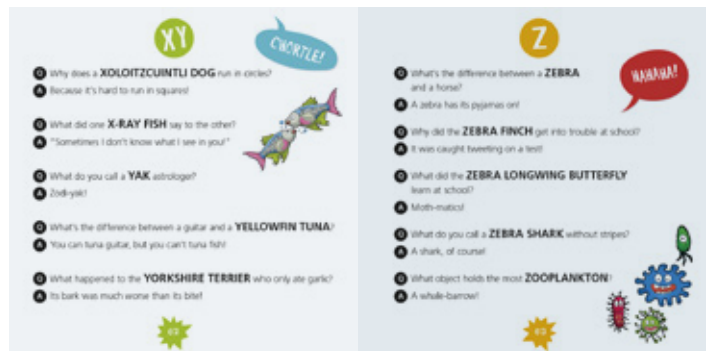 XY
CHORTLE!
Q Why does a XOLOITZCUINTLI DOG run in circles?
A Because it's hard to run in squares!
Q What did one X-RAY FISH say to the other?
A "Sometimes I don't know what I see in you!"
Q What do you call a YAK astrologer?
A Zodi-yak!
Q What's the difference between a guitar and a YELLOWFIN TUNA?
A You can tuna guitar, but you can't tuna fish!
Q What happened to the YORKSHIRE TERRIER who only ate garlic?
A Its bark was much worse than its bite!
Z
HAHAHA!
Q What's the difference between a ZEBRA
and a horse?
A A zebra has its pyjamas on!
Q Why did the ZEBRA FINCH get into trouble at school?
A It was caught tweeting on a test!
Q What did the ZEBRA LONGWING BUTTERFLY
learn at school?
A Moth-matics!
Q What do you call a ZEBRA SHARK without stripes?
A A shark, of course!
Q What object holds the most ZOOPLANKTON?
A A whale-barrow!